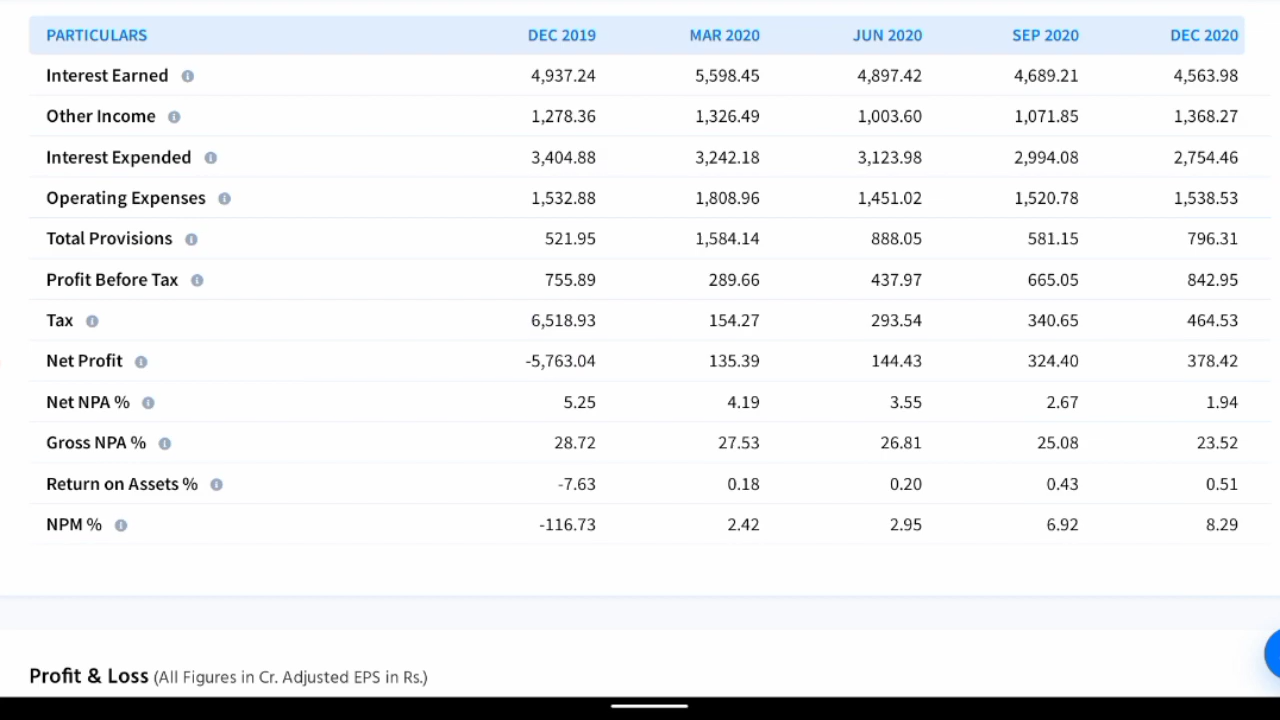 PARTICULARS DEC 2019 MAR 2020 JUN 2020 SEP 2020 DEC 2020
Interest Earned 4,937.24 5,598.45 4,897.42 4,689.21 4,563.98
Other Income 1,278.36 1,326.49 1,003.60 1,071.85 1,368.27
Interest Expended 3,404.88 3,242.18 3,123.98 2,994.08 2,754.46
Operating Expenses 1,532.88 1,808.96 1,451.02 1,520.78 1,538.53
Total Provisions 521.95 1,584.14 888.05 581.15 796.31
Profit Before Tax 755.89 289.66 437.97 665.05 842.95
Tax 6,518.93 154.27 293.54 340.65 464.53
Net Profit -5,763.04 135.39 144.43 324.40 378.42
Net NPA % 5.25 4.19 3.55 2.67 1.94
Gross NPA % 28.72 27.53 26.81 25.08 23.52
Return on Assets % -7.63 0.18 0.20 0.43 0.51
NPM % -116.73 2.42 2.95 6.92 8.29
Profit & Loss (All Figures in Cr. Adjusted EPS in Rs.)